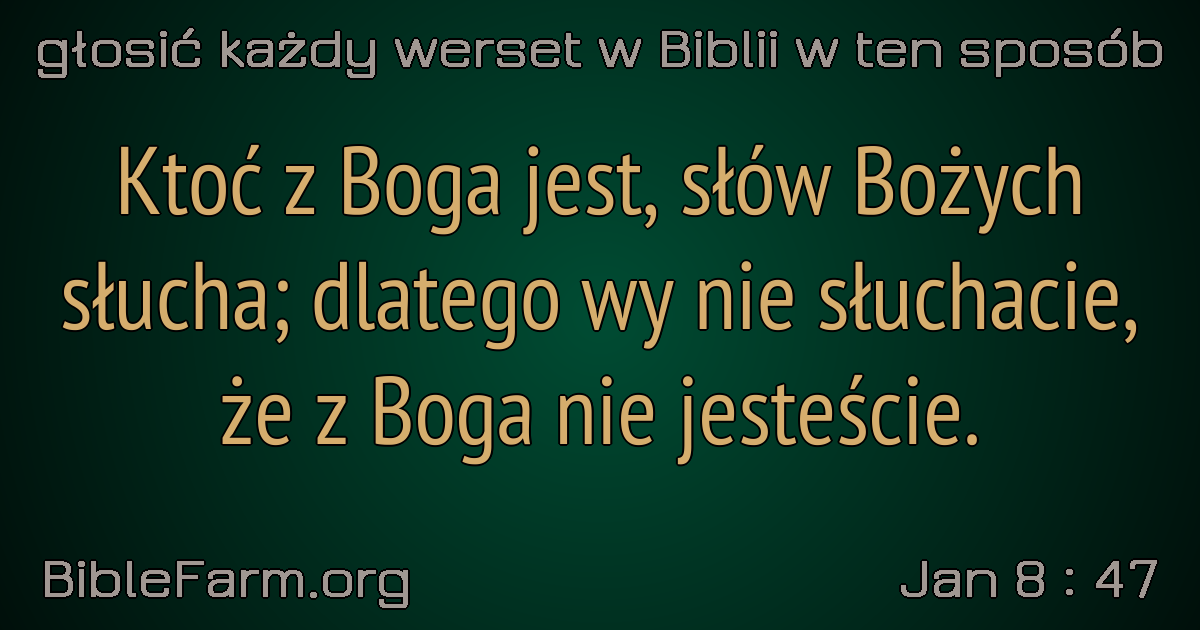 głosić każdy werset w Biblii w ten sposób
Ktoć z Boga jest, słów Bożych
słucha; dlatego wy nie słuchacie,
że z Boga nie jesteście.
BibleFarm.org
Jan 8 : 47